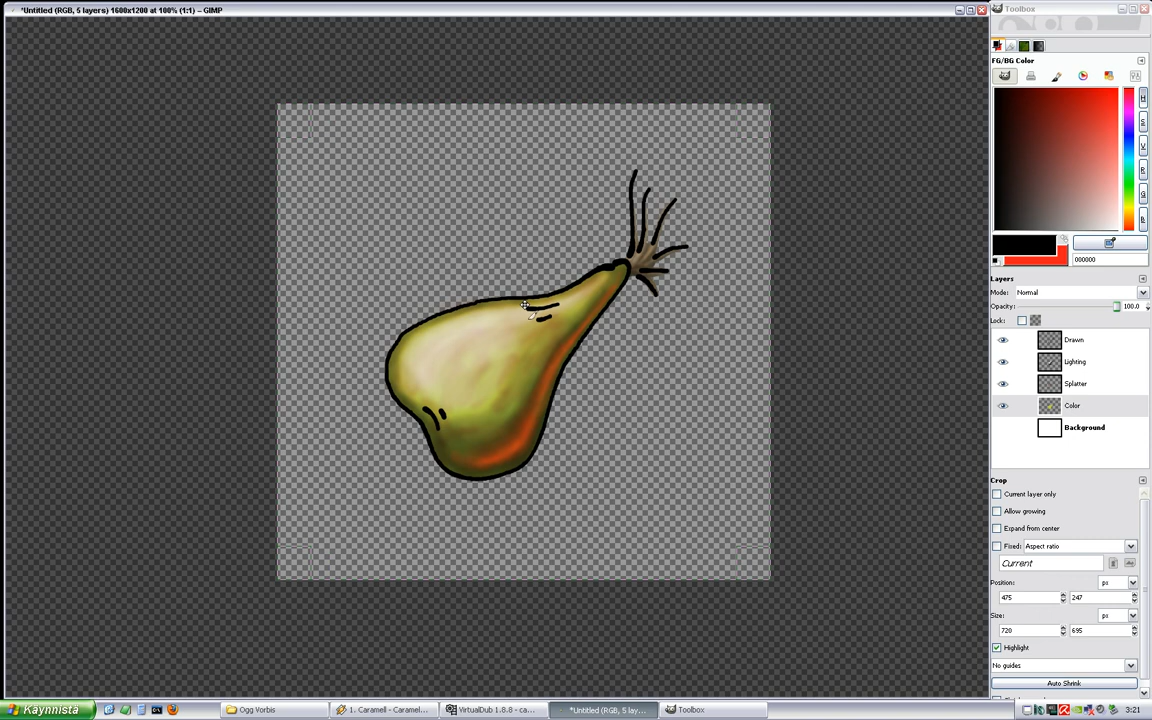 *Untitled (RGB, 5 layers) 1600x1200 at 100% (1:1) – GIMP
Toolbox
FG/BG Color
H
S
V
R
G
000000
Layers
Mode: Normal
Opacity: 100.0
Lock:
Drawn
Lighting
Splatter
Color
Background
Crop
Current layer only
Allow growing
Expand from center
Fixed: Aspect ratio
Current
Position: px
475 247
Size: px
720 695
Highlight
No guides
Auto Shrink
Käynnistä
Ogg Vorbis
1. Caramell - Caramel...
VirtualDub 1.8.8 - ca...
*Untitled (RGB, 5 lay...
Toolbox
3:21